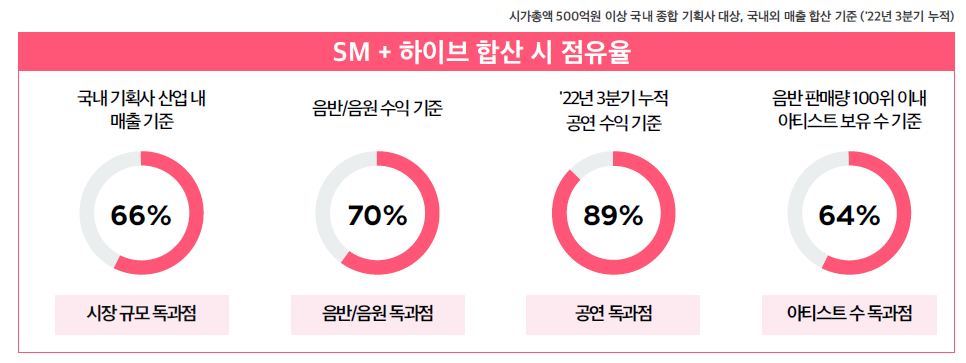 시가총액 500억원 이상 국내 종합 기획사 대상, 국내외 매출 합산 기준 ('22년 3분기 누적)
SM + 하이브 합산 시 점유율
국내 기획사 산업 내
매출 기준
66%
시장 규모 독과점
음반/음원 수익 기준
70%
음반/음원 독과점
'22년 3분기 누적
공연 수익 기준
89%
공연 독과점
음반 판매량 100위 이내
아티스트 보유 수 기준
64%
아티스트 수 독과점